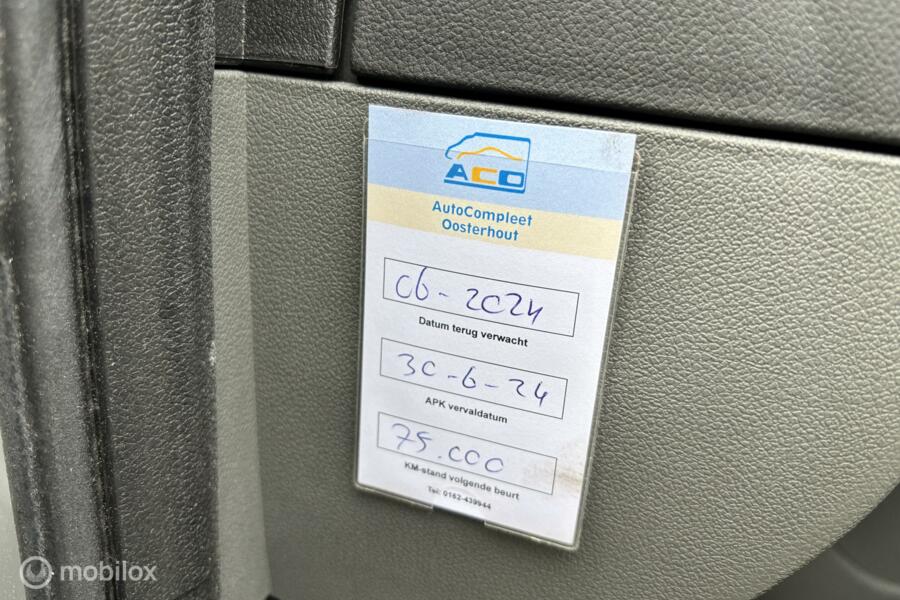 ACO
AutoCompleet
Oosterhout
06-2024
Datum terug verwacht
30-6-24
APK vervaldatum
75.000
KM-stand volgende beurt
Tel: 0162-439944
mobilox